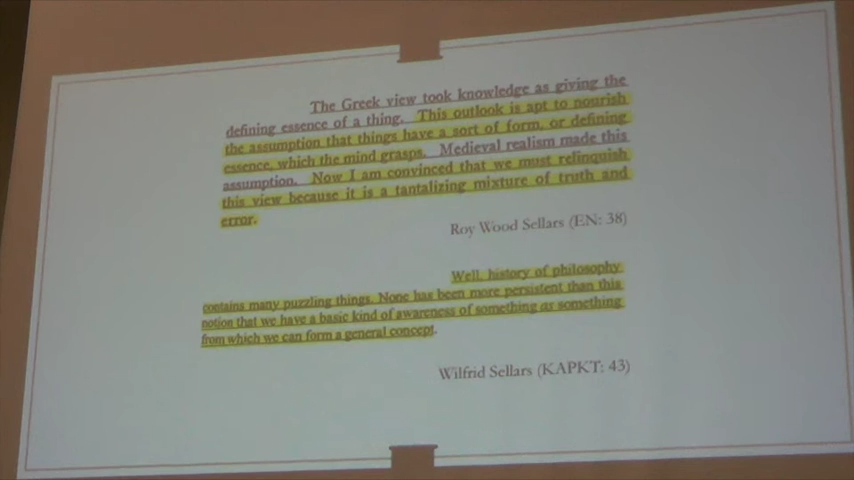 The Greek view took knowledge as giving the
defining essence of a thing. This outlook is apt to nourish
the assumption that things have a sort of form, or defining
essence, which the mind grasps. Medieval realism made this
assumption. Now I am convinced that we must relinquish
this view because it is a tantalizing mixture of truth and
error.
Roy Wood Sellars (EN: 38)
Well, history of philosophy
contains many puzzling things. None has been more persistent than this
notion that we have a basic kind of awareness of something as something
from which we can form a general concept.
Wilfrid Sellars (KAPKT: 43)